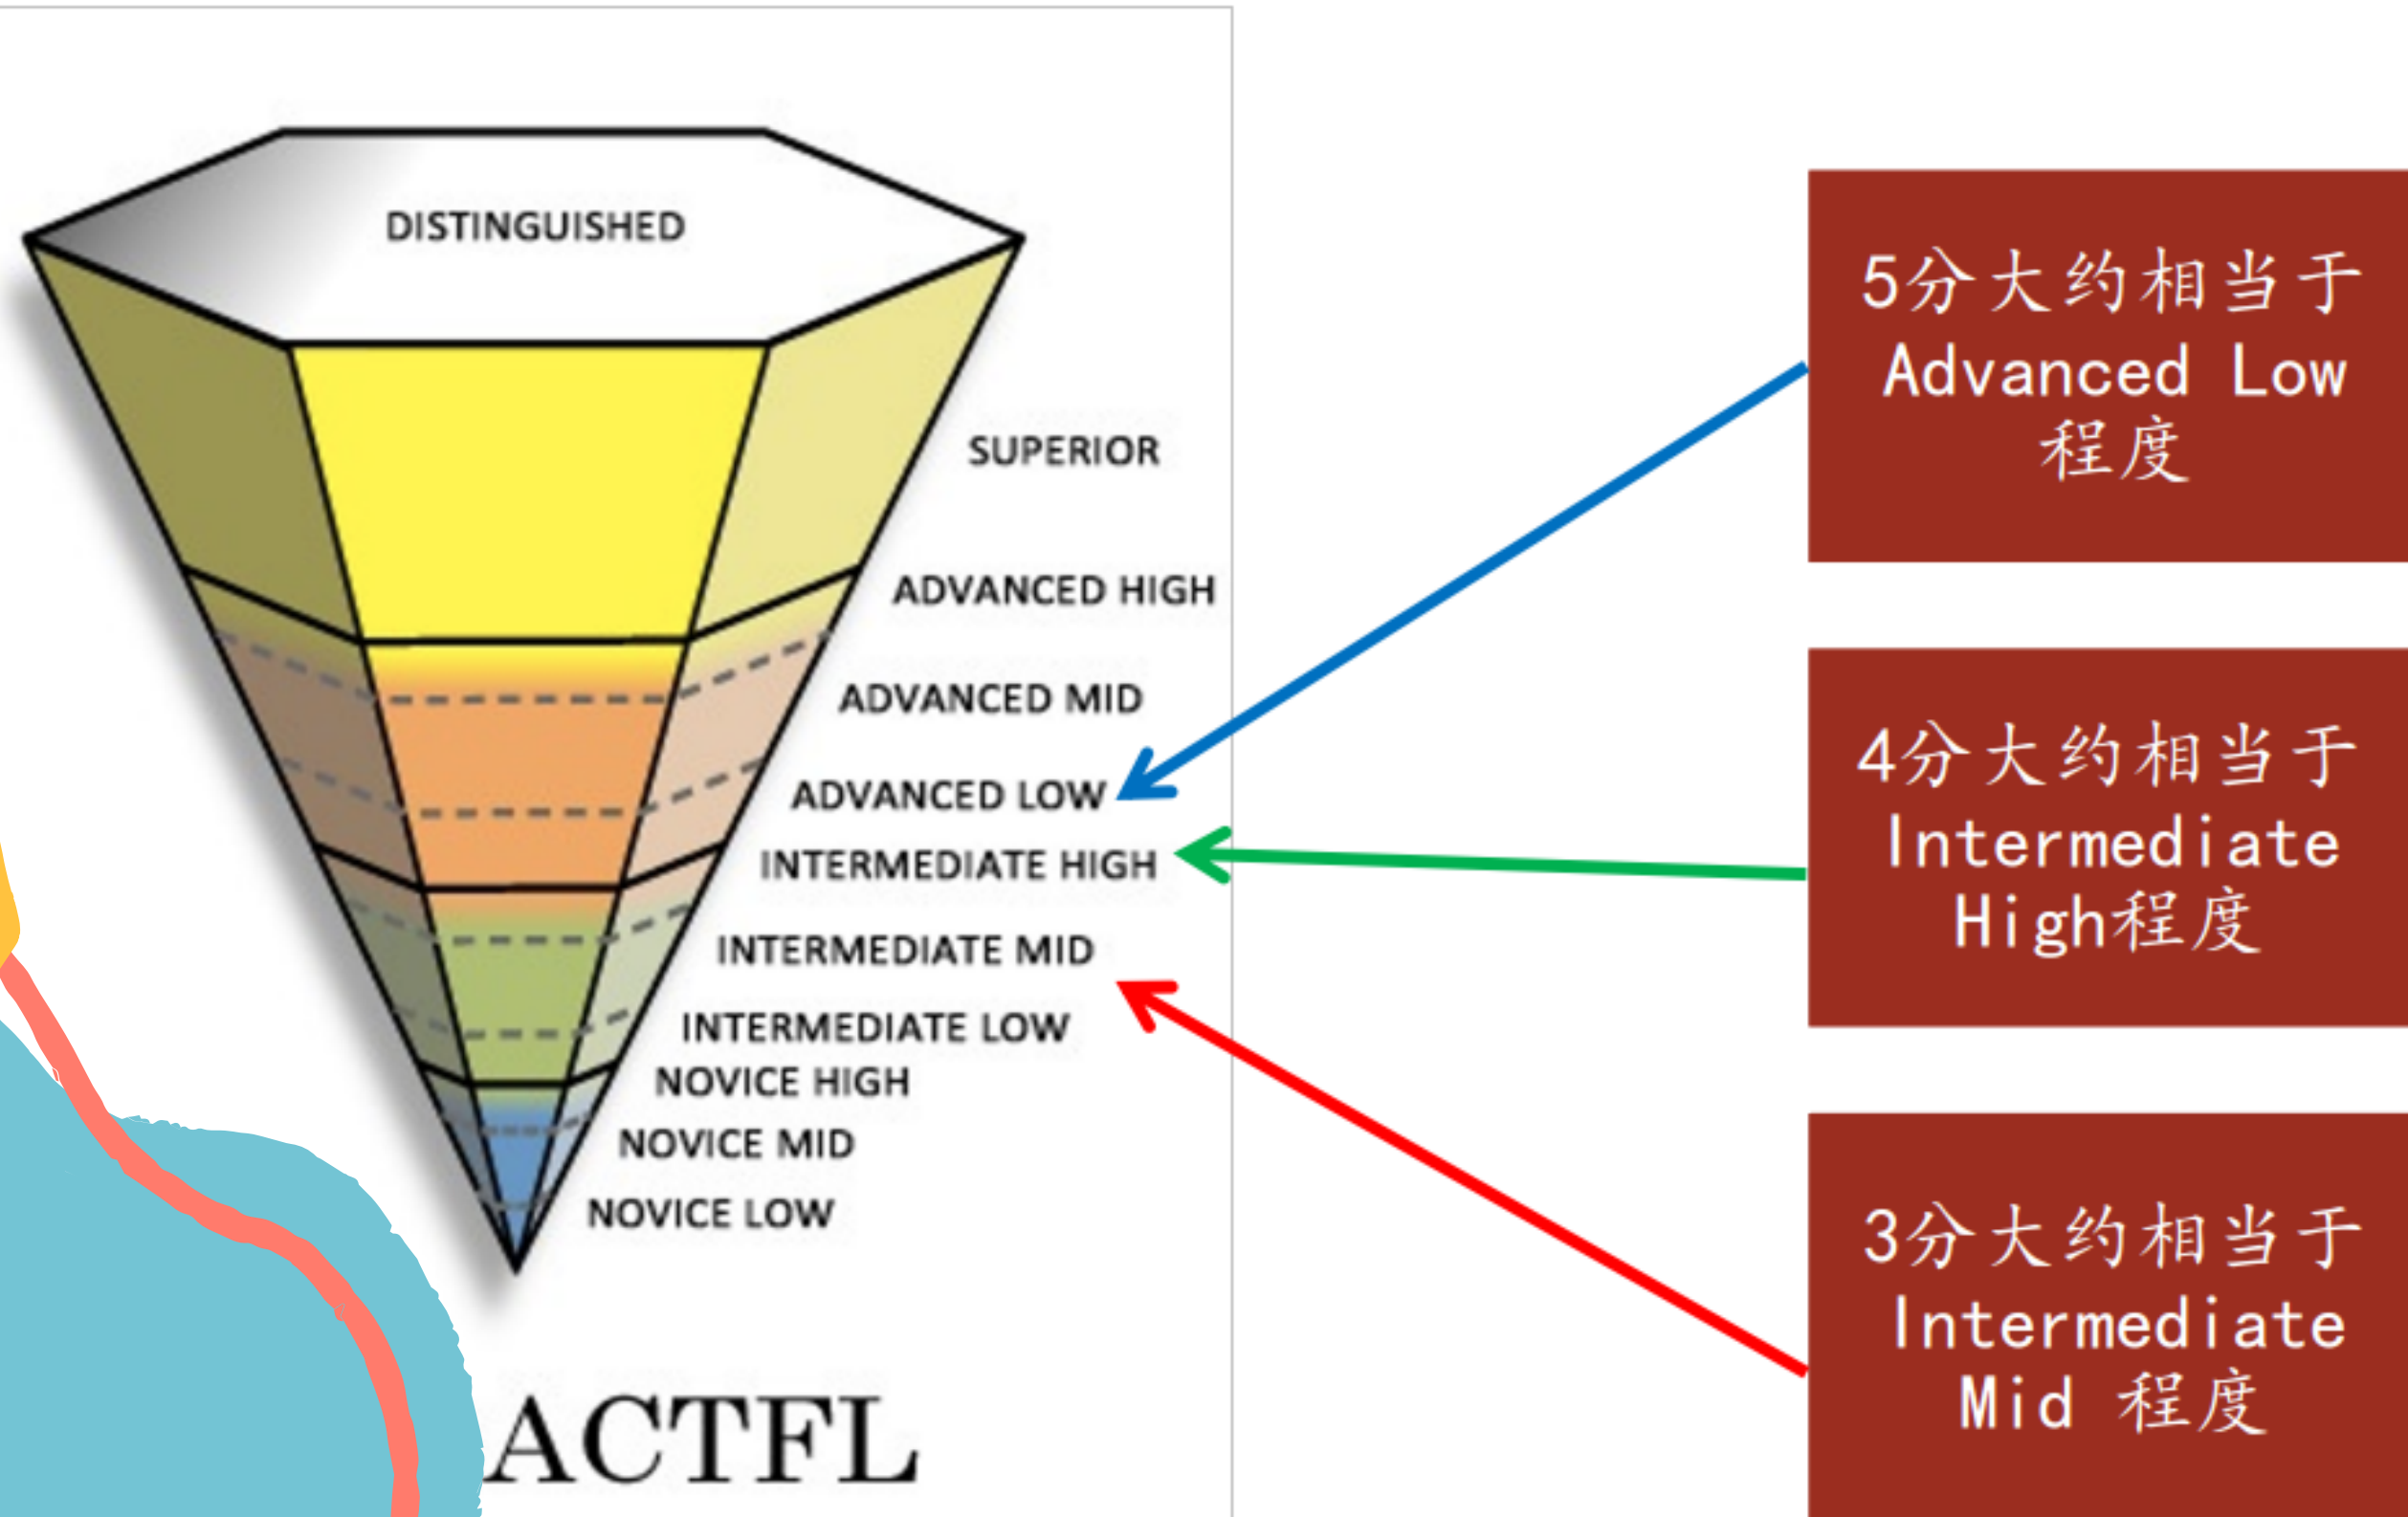 DISTINGUISHED
SUPERIOR
ADVANCED HIGH
ADVANCED MID
ADVANCED LOW
INTERMEDIATE HIGH
INTERMEDIATE MID
INTERMEDIATE LOW
NOVICE HIGH
NOVICE MID
NOVICE LOW
ACTFL
5分大约相当于
Advanced Low
程度
4分大约相当于
Intermediate
High程度
3分大约相当于
Intermediate
Mid 程度